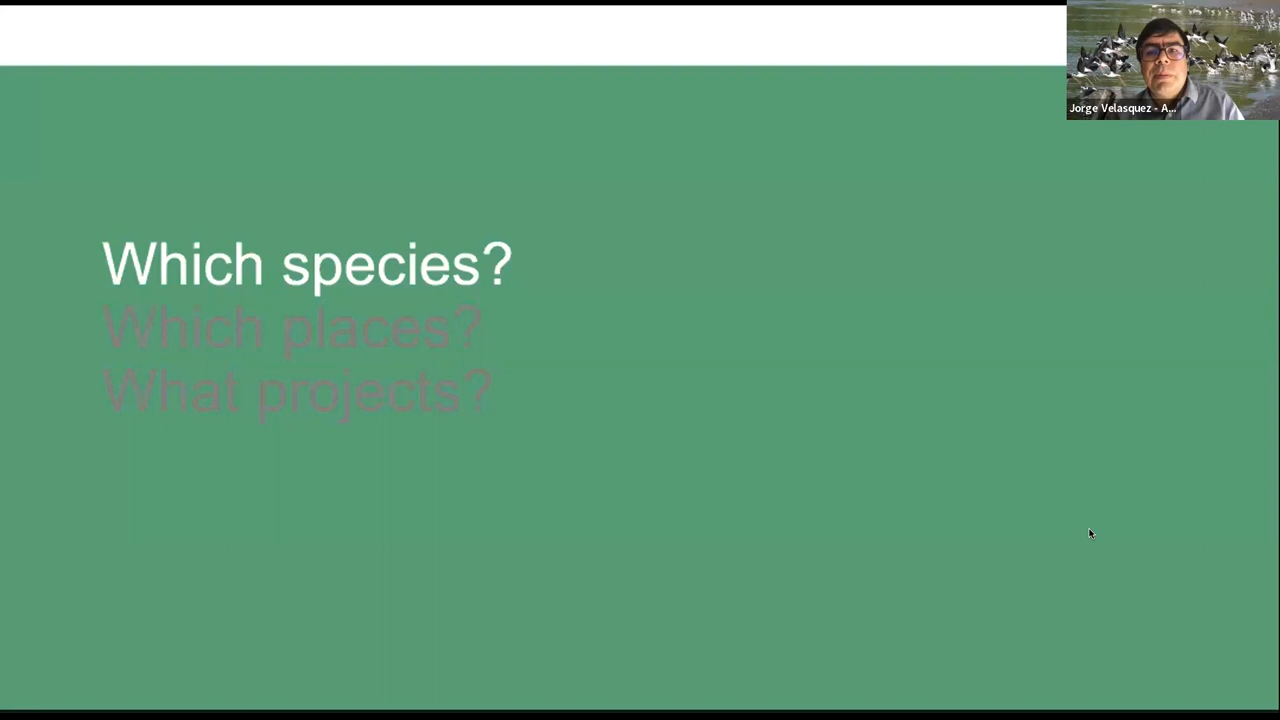 Jorge Velasquez - A...
Which species?
Which places?
What projects?